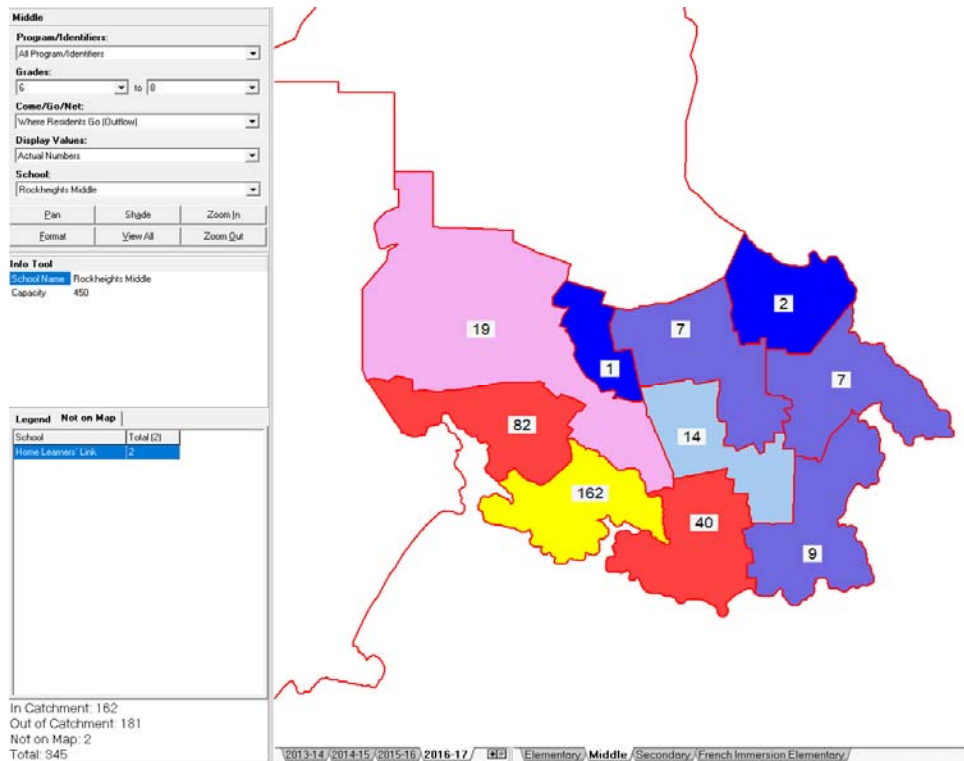 Middle
Program/Identifiers:
All Program/Identifiers
Grades:
6 to 8
Come/Go/Net:
Where Residents Go (Outflow)
Display Values:
Actual Numbers
School:
Rockheights Middle
Pan Shade Zoom In
Format View All Zoom Out
Info Tool
School Name Rockheights Middle
Capacity 450
Legend Not on Map
School Total (2)
Home Learners' Link 2
In Catchment: 162
Out of Catchment: 181
Not on Map: 2
Total: 345
2
19
7
1
7
82
14
162
40
9
2013-14 2014-15 2015-16 2016-17 Elementary Middle Secondary French Immersion Elementary